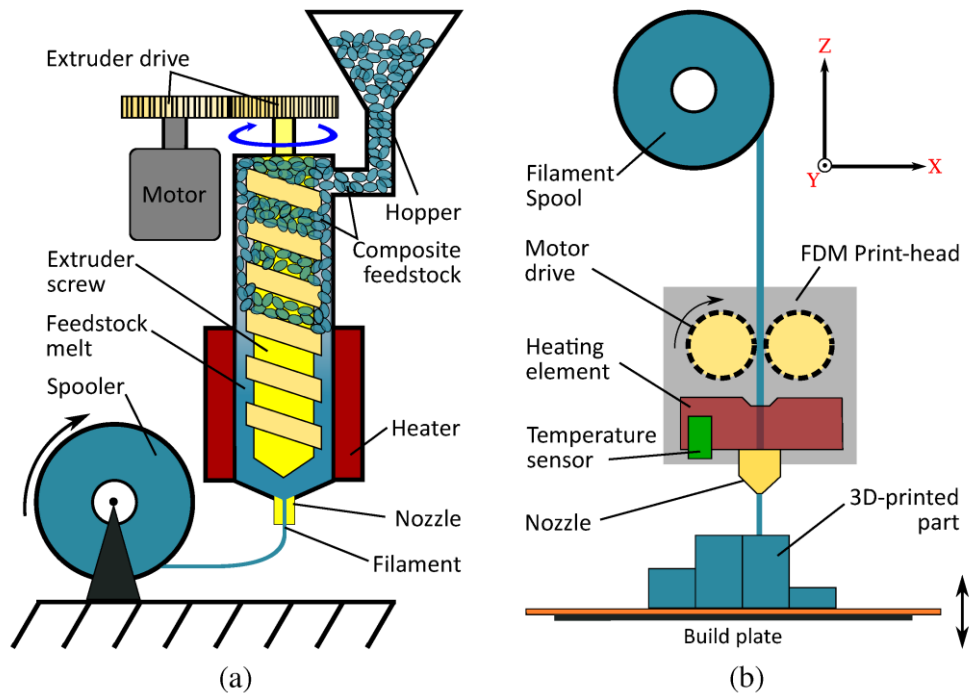 Extruder drive
Motor
Hopper
Composite
feedstock
Extruder
screw
Feedstock
melt
Spooler
Heater
Nozzle
Filament
(a)
Z
Y
X
Filament
Spool
Motor
drive
FDM Print-head
Heating
element
Temperature
sensor
Nozzle
3D-printed
part
Build plate
(b)